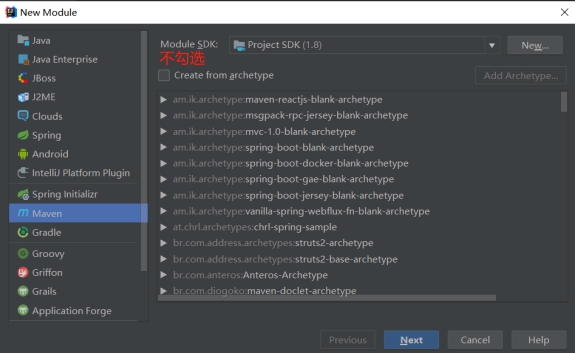 New Module
Java
Java Enterprise
JBoss
J2ME
Clouds
Spring
Android
IntelliJ Platform Plugin
Spring Initializr
Maven
Gradle
Groovy
Griffon
Grails
Application Forge
Module SDK:
Project SDK (1.8)
New...
不勾选
Create from archetype
Add Archetype...
am.ik.archetype:maven-reactjs-blank-archetype
am.ik.archetype:msgpack-rpc-jersey-blank-archetype
am.ik.archetype:mvc-1.0-blank-archetype
am.ik.archetype:spring-boot-blank-archetype
am.ik.archetype:spring-boot-docker-blank-archetype
am.ik.archetype:spring-boot-gae-blank-archetype
am.ik.archetype:spring-boot-jersey-blank-archetype
am.ik.archetype:vanilla-spring-webflux-fn-blank-archetype
at.chrl.archetypes:chrl-spring-sample
br.com.address.archetypes:struts2-archetype
br.com.address.archetypes:struts2-base-archetype
br.com.anteros:Anteros-Archetype
br.com.diogoko:maven-doclet-archetype
Previous
Next
Cancel
Help